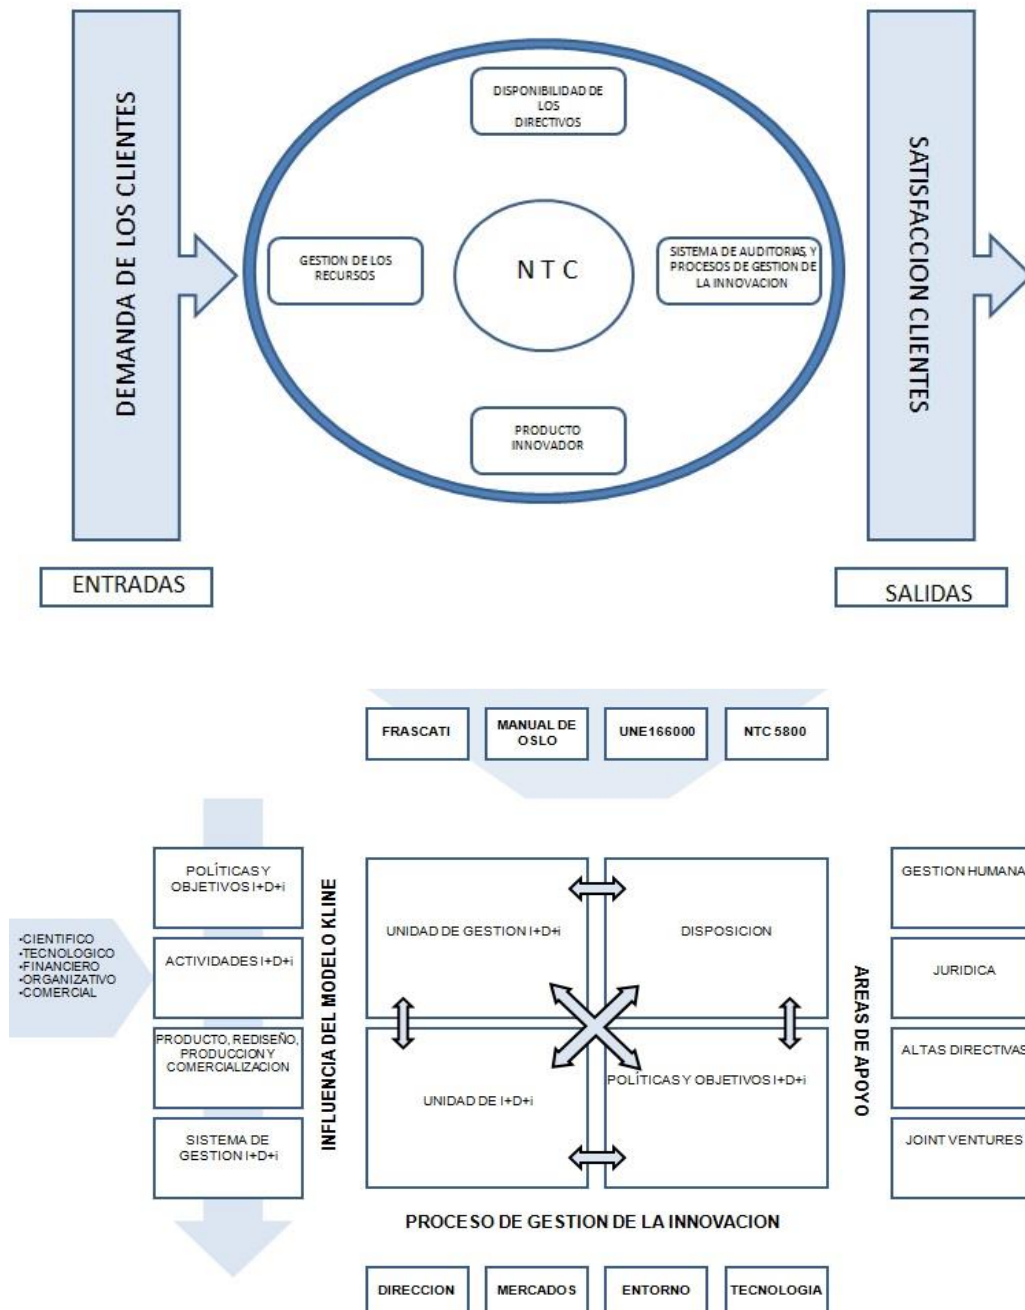 DEMANDA DE LOS CLIENTES
DISPONIBILIDAD DE
LOS
DIRECTIVOS
GESTION DE LOS
RECURSOS
N T C
SISTEMA DE AUDITORIAS, Y
PROCESOS DE GESTION DE
LA INNOVACION
PRODUCTO
INNOVADOR
SATISFACCION CLIENTES
ENTRADAS
SALIDAS
FRASCATI
MANUAL DE
OSLO
UNE166000
NTC 5800
•CIENTIFICO
•TECNOLOGICO
•FINANCIERO
•ORGANIZATIVO
•COMERCIAL
POLÍTICAS Y
OBJETIVOS I+D+i
ACTIVIDADES I+D+i
PRODUCTO, REDISEÑO,
PRODUCCION Y
COMERCIALIZACION
SISTEMA DE
GESTION I+D+i
INFLUENCIA DEL MODELO KLINE
UNIDAD DE GESTION I+D+i
DISPOSICION
UNIDAD DE I+D+i
POLÍTICAS Y OBJETIVOS I+D+i
AREAS DE APOYO
GESTION HUMANA
JURIDICA
ALTAS DIRECTIVAS
JOINT VENTURES
PROCESO DE GESTION DE LA INNOVACION
DIRECCION
MERCADOS
ENTORNO
TECNOLOGIA